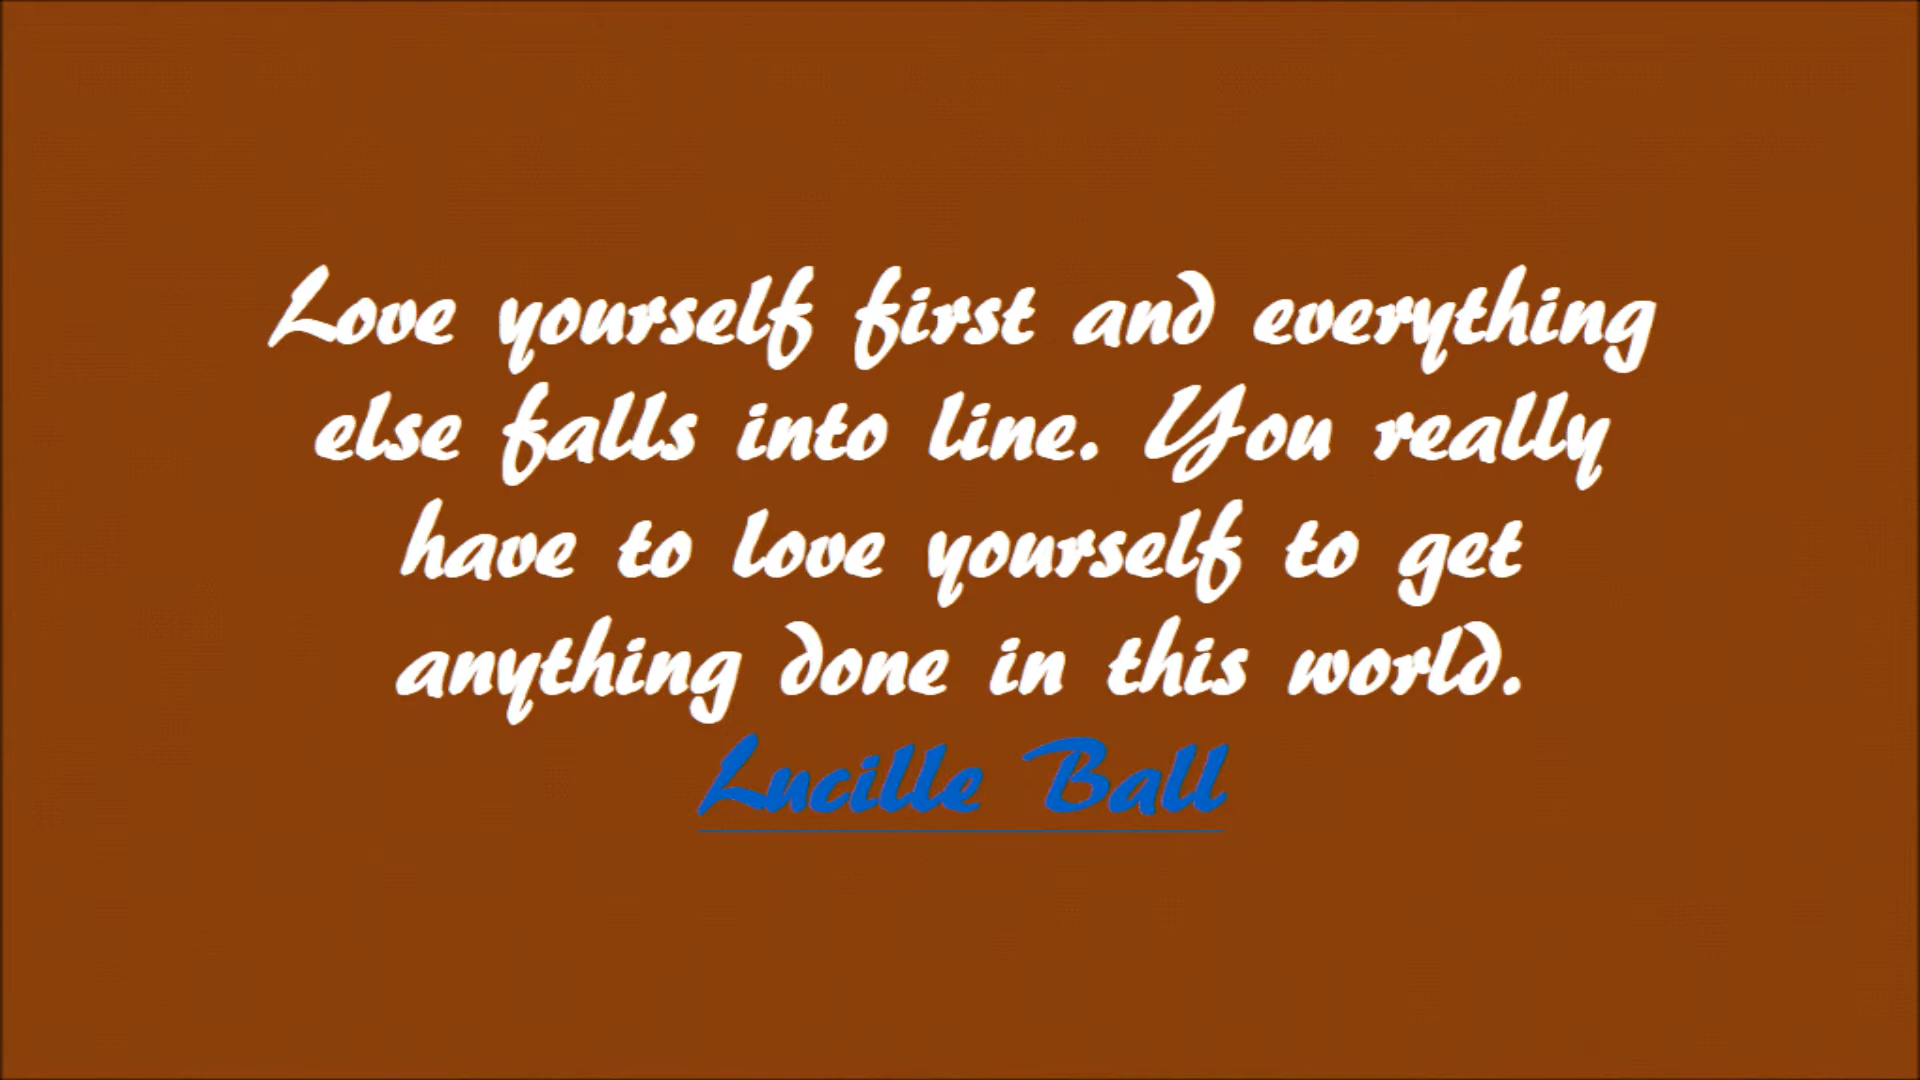 Love yourself first and everything
else falls into line. You really
have to love yourself to get
anything done in this world.
Lucille Ball